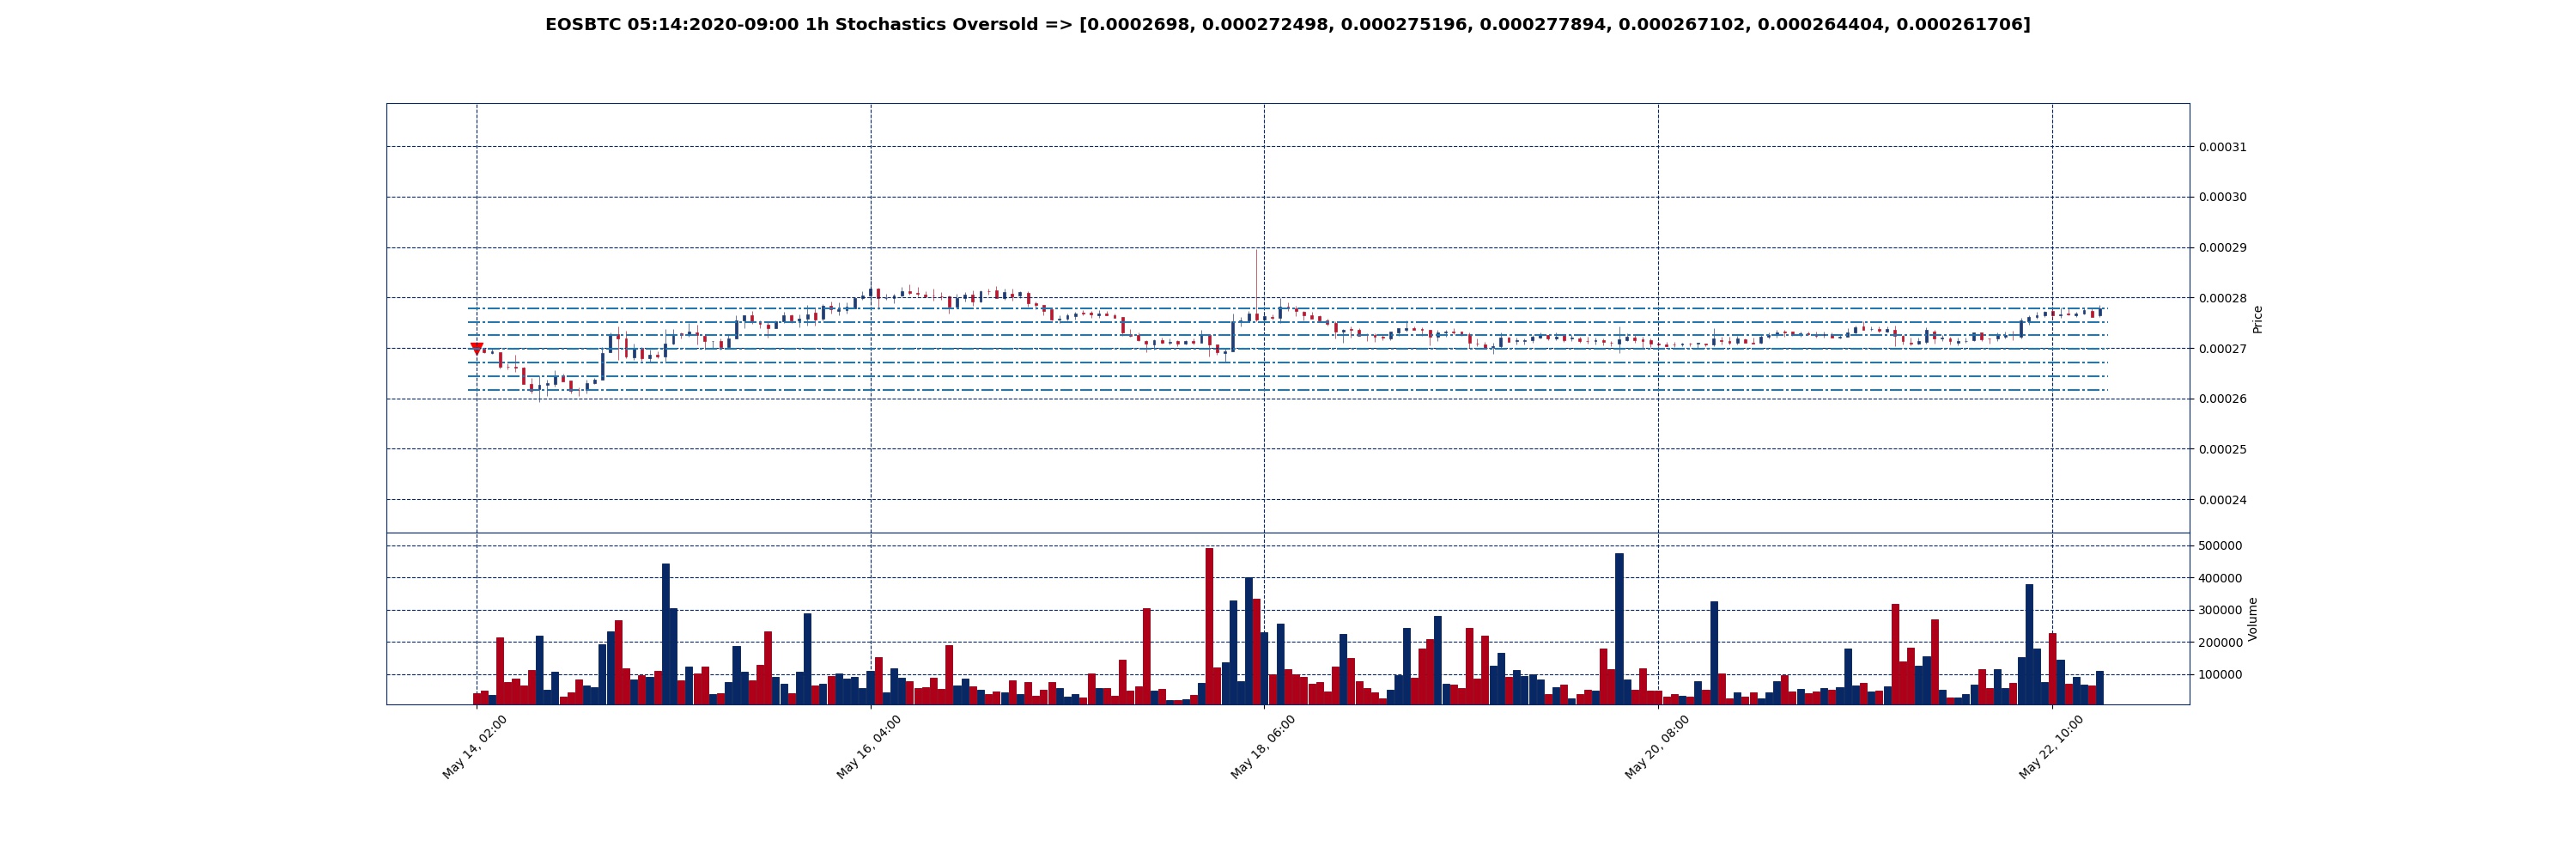 EOSBTC 05:14:2020-09:00 1h Stochastics Oversold => [0.0002698, 0.000272498, 0.000275196, 0.000277894, 0.000267102, 0.000264404, 0.000261706]
0.00031
0.00030
0.00029
0.00028
0.00027
0.00026
0.00025
0.00024
Price
500000
400000
300000
200000
100000
Volume
May 14, 02:00
May 16, 04:00
May 18, 06:00
May 20, 08:00
May 22, 10:00